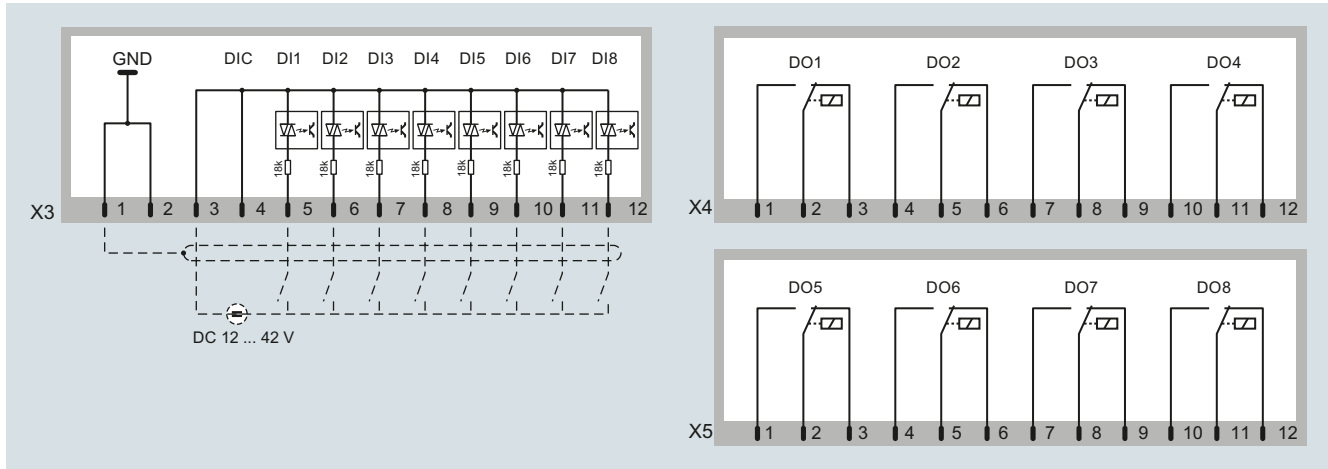 GND DIC DI1 DI2 DI3 DI4 DI5 DI6 DI7 DI8
18k 18k 18k 18k 18k 18k 18k 18k
X3 1 2 3 4 5 6 7 8 9 10 11 12
DC 12 ... 42 V
DO1 DO2 DO3 DO4
X4 1 2 3 4 5 6 7 8 9 10 11 12
DO5 DO6 DO7 DO8
X5 1 2 3 4 5 6 7 8 9 10 11 12